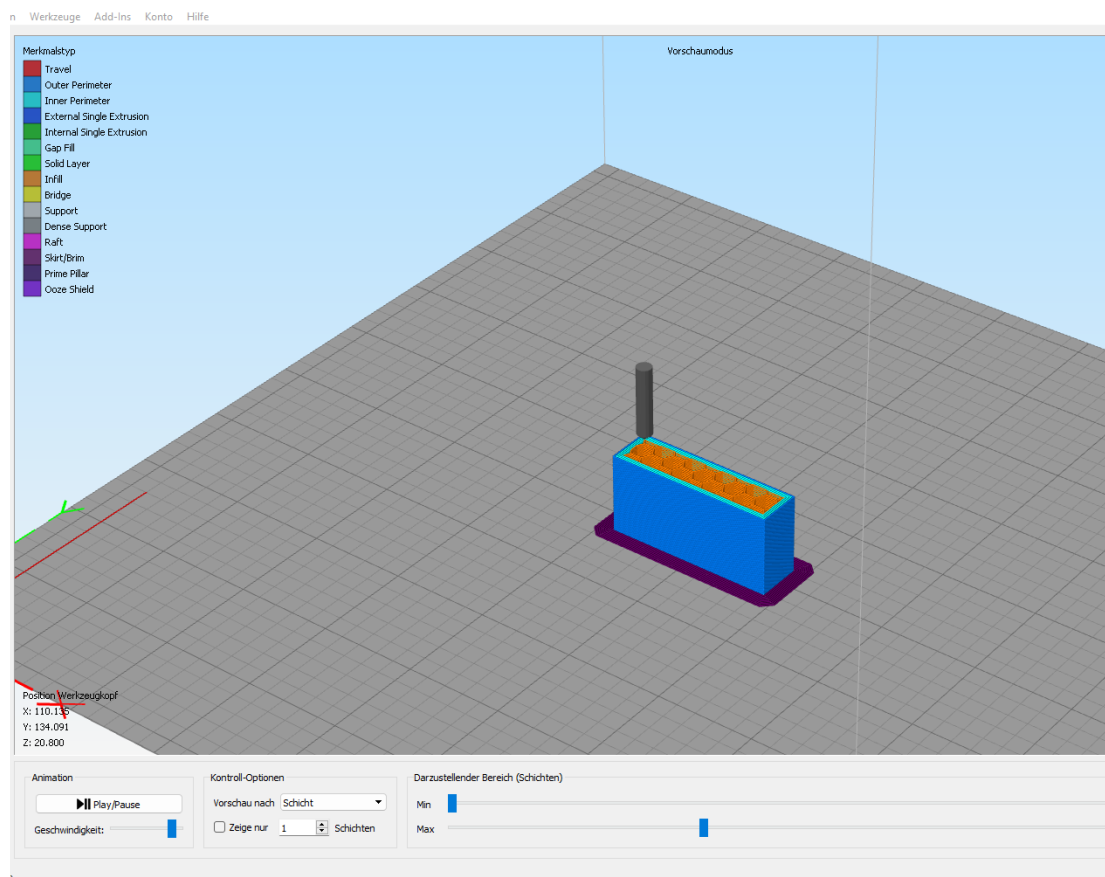 n Werkzeuge Add-Ins Konto Hilfe
Merkmalstyp
Vorschaumodus
Travel
Outer Perimeter
Inner Perimeter
External Single Extrusion
Internal Single Extrusion
Gap Fill
Solid Layer
Infill
Bridge
Support
Dense Support
Raft
Skirt/Brim
Prime Pillar
Ooze Shield
Position Werkzeugkopf
X: 110.135
Y: 134.091
Z: 20.800
Animation
Play/Pause
Geschwindigkeit:
Kontroll-Optionen
Vorschau nach Schicht
Zeige nur 1 Schichten
Darzustellender Bereich (Schichten)
Min
Max